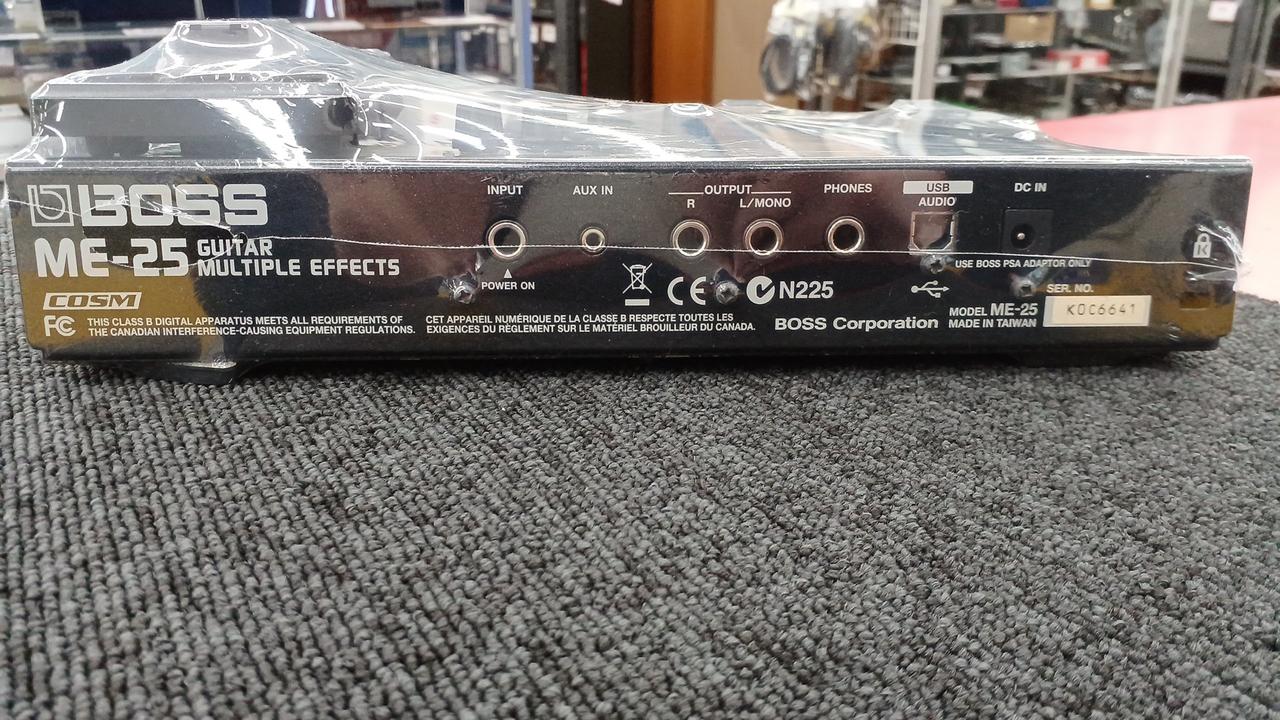 BOSS
ME-25 GUITAR
MULTIPLE EFFECTS
COSM
FC THIS CLASS B DIGITAL APPARATUS MEETS ALL REQUIREMENTS OF
THE CANADIAN INTERFERENCE-CAUSING EQUIPMENT REGULATIONS.
CET APPAREIL NUMÉRIQUE DE LA CLASSE B RESPECTE TOUTES LES
EXIGENCES DU RÈGLEMENT SUR LE MATÉRIEL BROUILLEUR DU CANADA.
INPUT
POWER ON
AUX IN
OUTPUT
R
L/MONO
PHONES
USB
AUDIO
DC IN
USE BOSS PSA ADAPTOR ONLY
CE
N225
BOSS Corporation
MODEL ME-25
MADE IN TAIWAN
SER. NO.
K0C6641